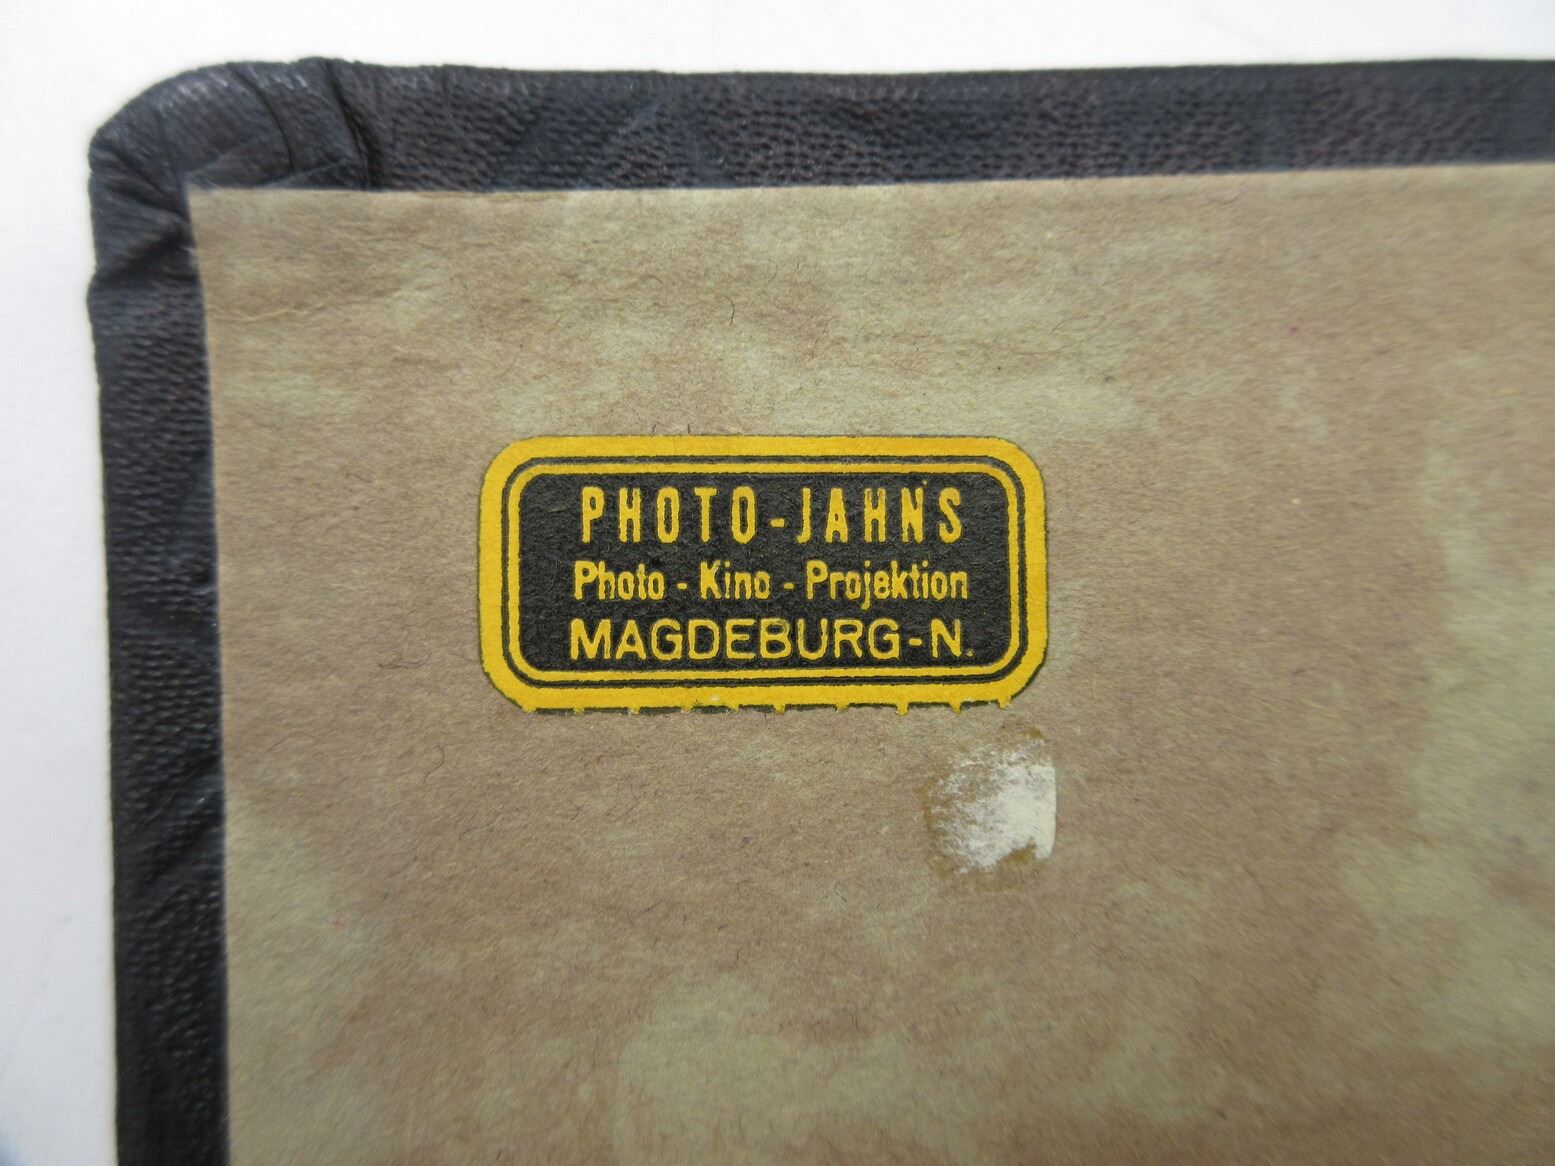 PHOTO-JAHNS
Photo - Kino - Projektion
MAGDEBURG-N.